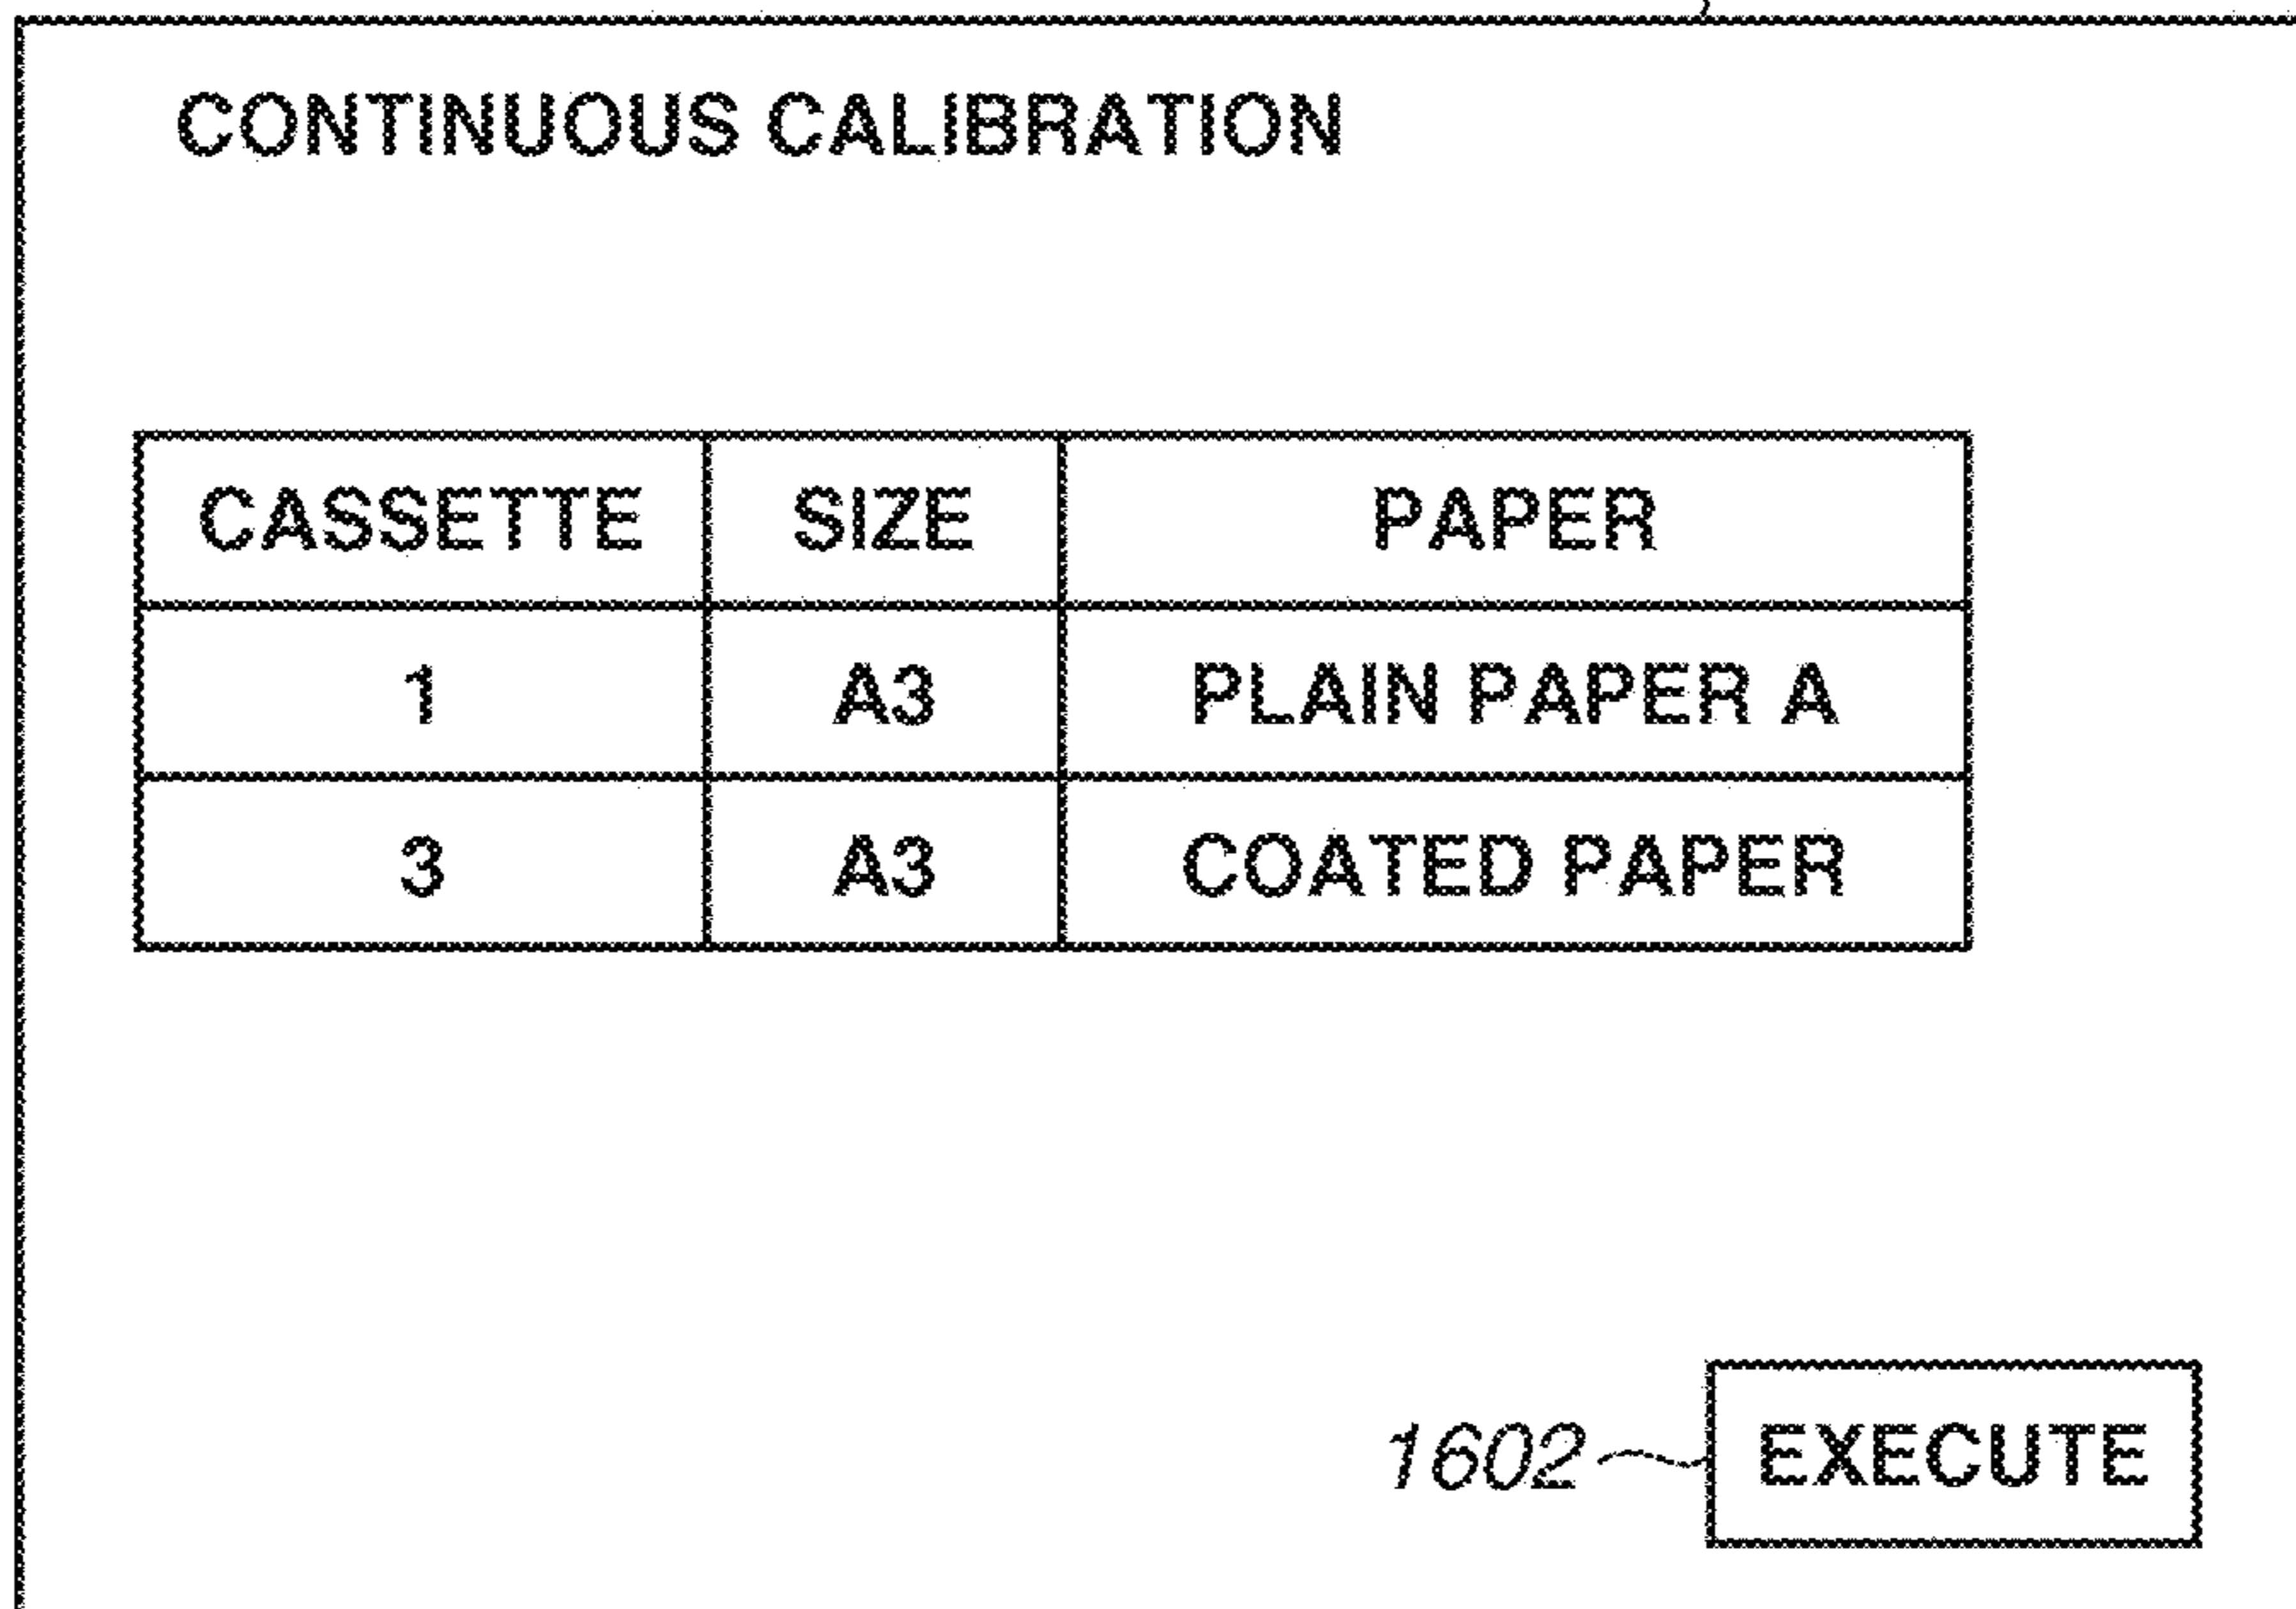 CONTINUOUS CALIBRATION
CASSETTE SIZE PAPER
1 A3 PLAIN PAPER A
3 A3 COATED PAPER
1602 EXECUTE